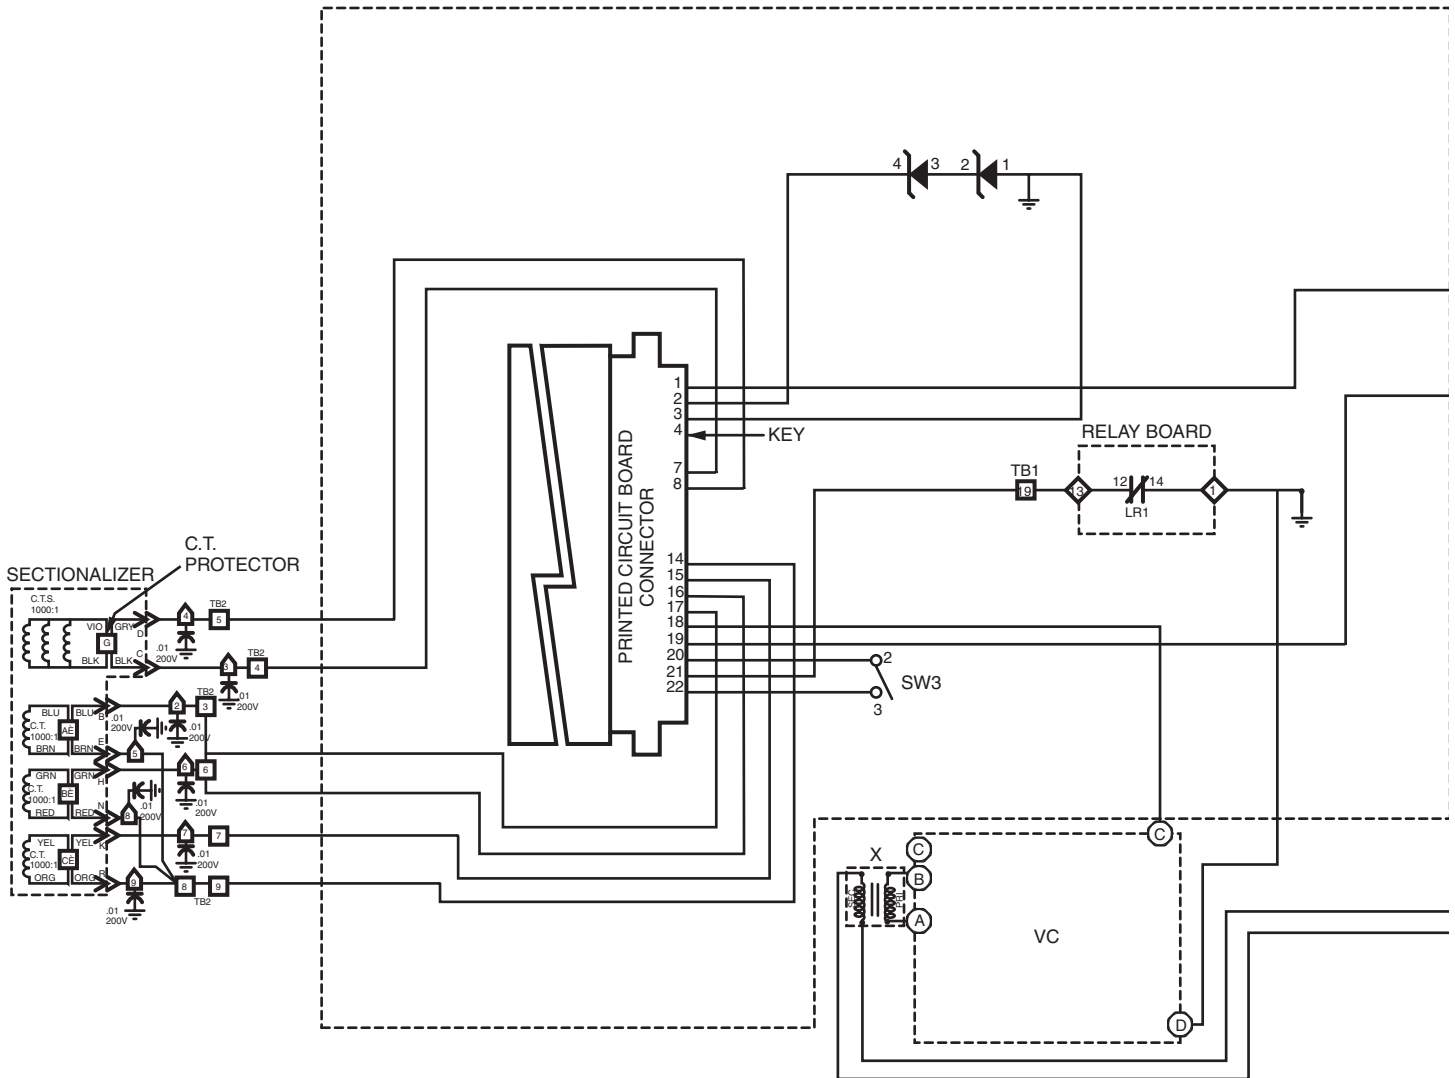 4 3 2 1
PRINTED CIRCUIT BOARD
CONNECTOR
1
2
3
4
KEY
7
8
14
15
16
17
18
19
20
21
22
2
SW3
3
RELAY BOARD
TB1
19
13
12 14
LR1
1
C.T.
PROTECTOR
SECTIONALIZER
C.T.S.
1000:1
VIO GRY
D
G
BLK BLK
C
4
TB2
5
.01
200V
3
TB2
4
.01
200V
BLU BLU
B
C.T.
1000:1
AÈ
BRN BRN
E
.01
200V
2
TB2
3
.01
200V
5
GRN GRN
H
C.T.
1000:1
BÈ
RED RED
N
6
6
.01
200V
8
.01
200V
YEL YEL
K
C.T.
1000:1
CÈ
ORG ORG
R
7
7
.01
200V
9
8
9
TB2
.01
200V
X
SEC
PRI
C
B
A
C
VC
D